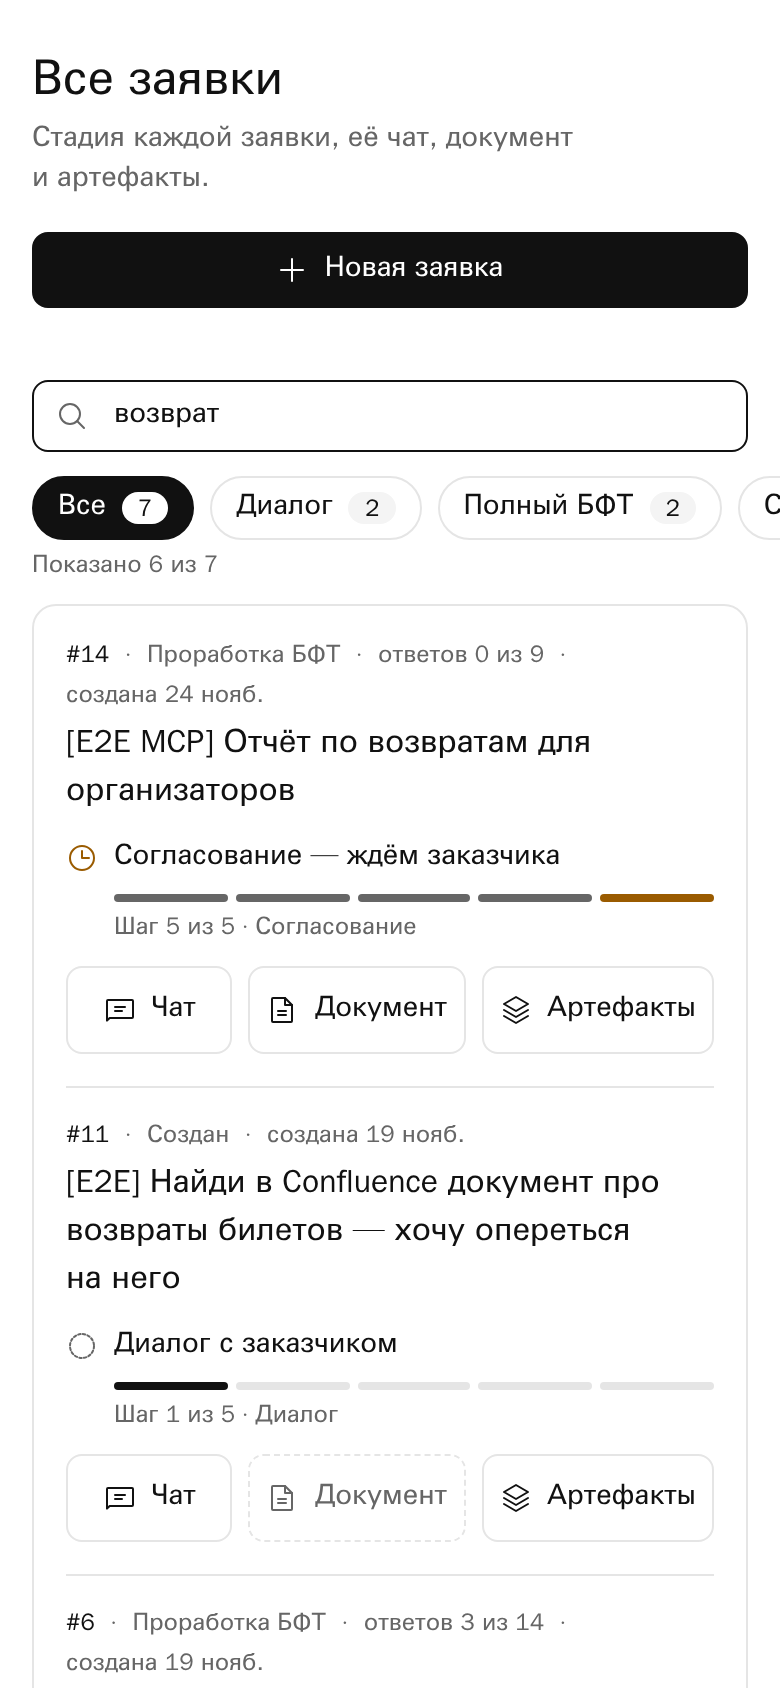 Все заявки
Стадия каждой заявки, её чат, документ
и артефакты.
Новая заявка
возврат
Все 7 Диалог 2 Полный БФТ 2
Показано 6 из 7
#14 · Проработка БФТ · ответов 0 из 9 ·
создана 24 нояб.
[E2E MCP] Отчёт по возвратам для
организаторов
Согласование — ждём заказчика
Шаг 5 из 5 · Согласование
Чат Документ Артефакты
#11 · Создан · создана 19 нояб.
[E2E] Найди в Confluence документ про
возвраты билетов — хочу опереться
на него
Диалог с заказчиком
Шаг 1 из 5 · Диалог
Чат Документ Артефакты
#6 · Проработка БФТ · ответов 3 из 14 ·
создана 19 нояб.